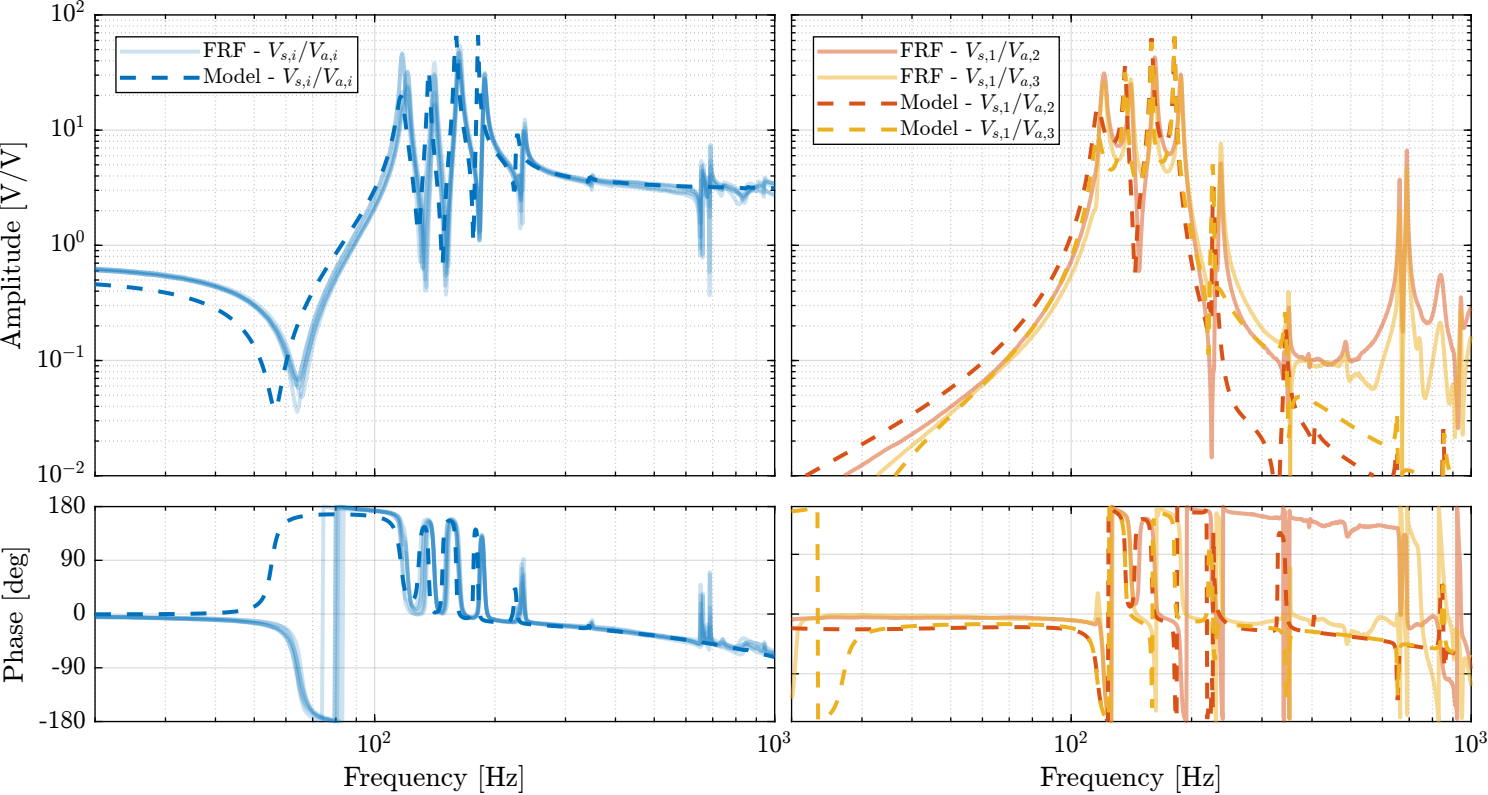 10^2
10^1
10^0
10^{-1}
10^{-2}
Amplitude [V/V]
FRF - V_{s,i}/V_{a,i}
Model - V_{s,i}/V_{a,i}
FRF - V_{s,1}/V_{a,2}
FRF - V_{s,1}/V_{a,3}
Model - V_{s,1}/V_{a,2}
Model - V_{s,1}/V_{a,3}
180
90
0
-90
-180
Phase [deg]
10^2
10^3
Frequency [Hz]
10^2
10^3
Frequency [Hz]